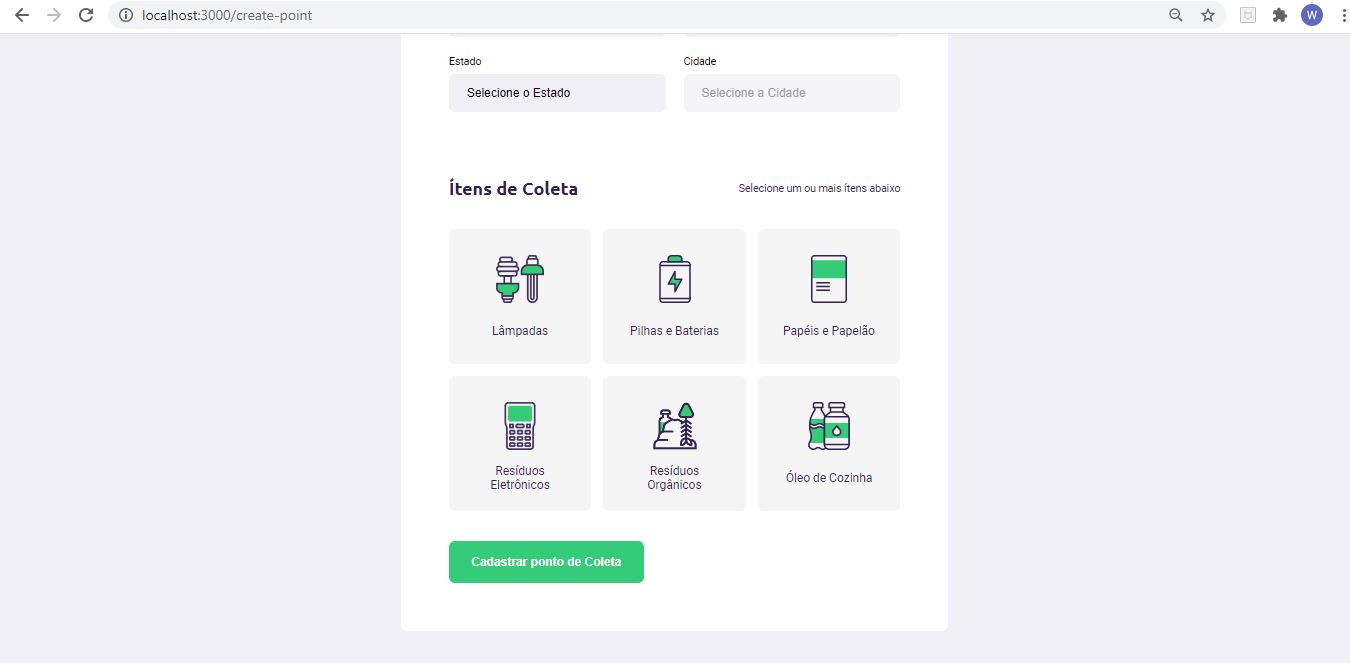 localhost:3000/create-point
W
Estado
Cidade
Selecione o Estado
Selecione a Cidade
Ítens de Coleta
Selecione um ou mais ítens abaixo
Lâmpadas
Pilhas e Baterias
Papéis e Papelão
Resíduos
Eletrônicos
Resíduos
Orgânicos
Óleo de Cozinha
Cadastrar ponto de Coleta